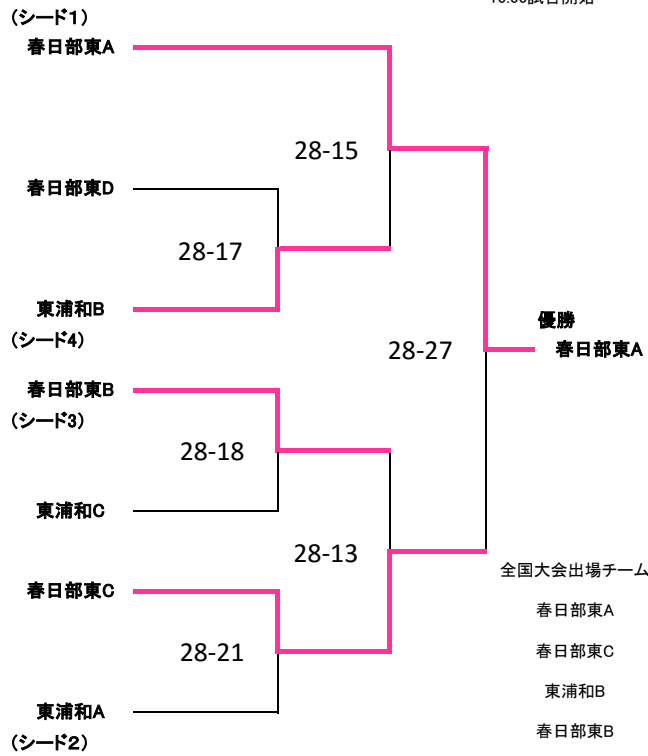 (シード1)
春日部東A
28-15
春日部東D
28-17
東浦和B
(シード4)
優勝
春日部東A
28-27
春日部東B
(シード3)
28-18
東浦和C
28-13
全国大会出場チーム
春日部東C
春日部東A
28-21
春日部東C
東浦和B
東浦和A
(シード2)
春日部東B